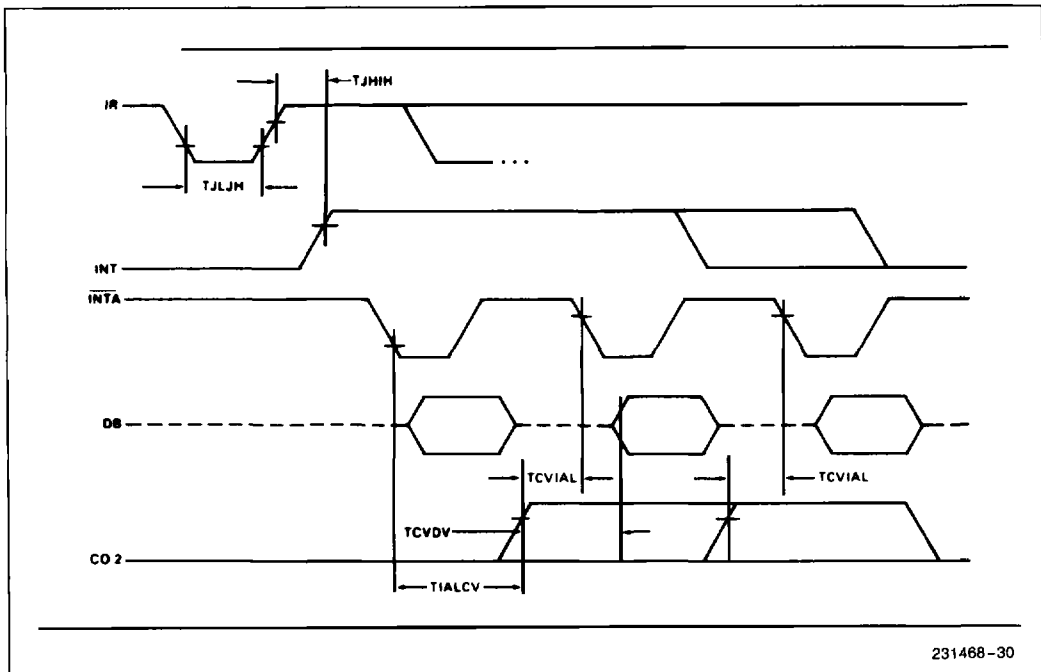 TJHIH
IR
TJLJH
...
INT
INTA
DB
TCVIAL
TCVIAL
TCVDV
CO 2
TIALCV
231468-30